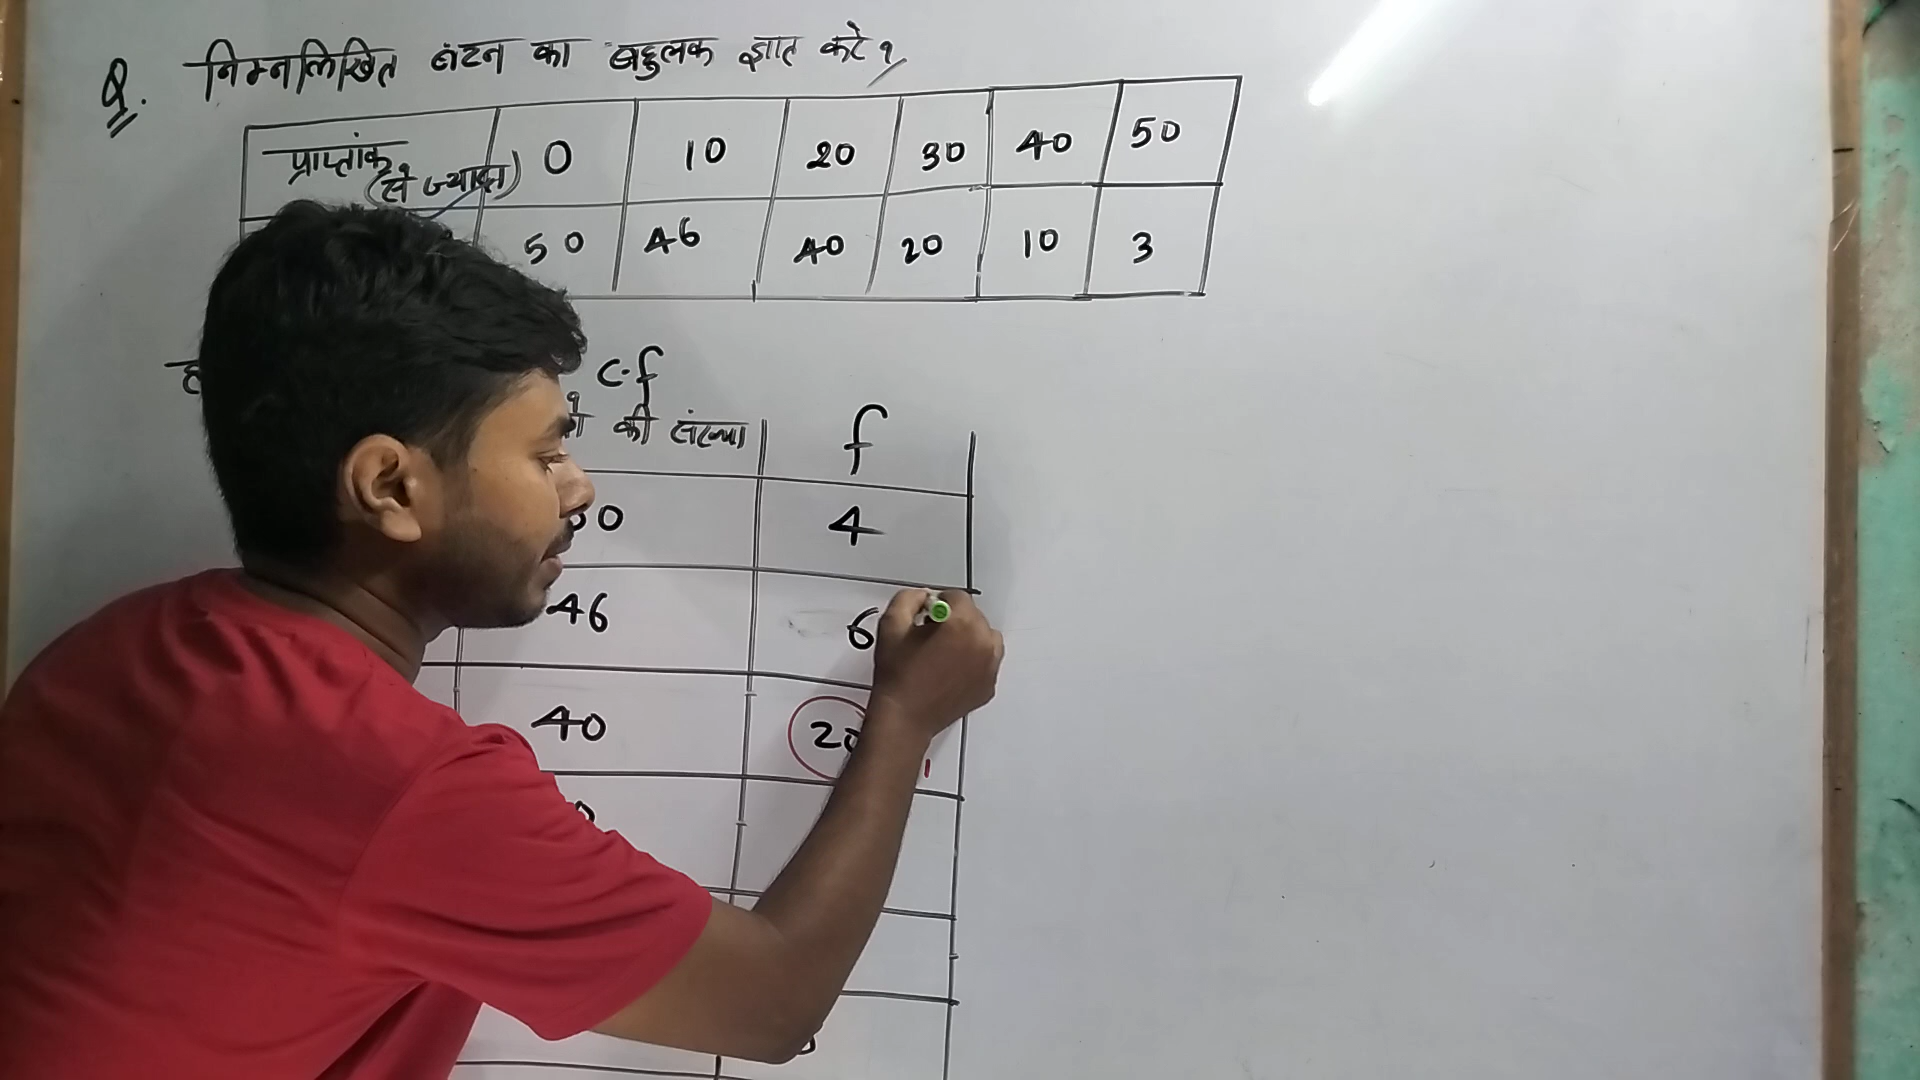 Q. निम्नलिखित बंटन का बहुलक ज्ञात करे ?
प्राप्तांक 0 10 20 30 40 50
(से ज्यादा)
50 46 40 20 10 3
c.f
की संख्या f
50 4
46 6
40 20